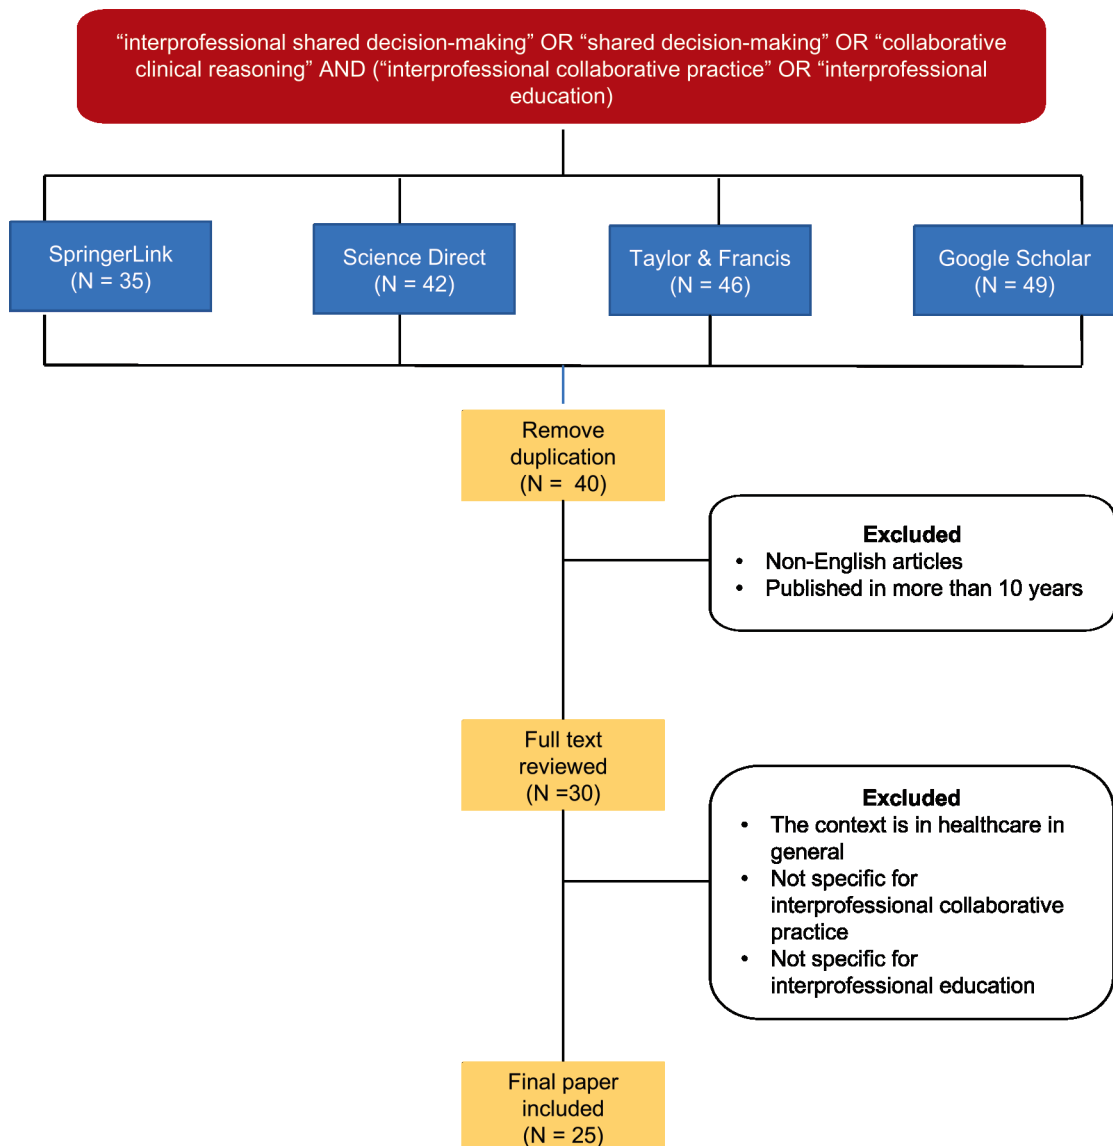 “interprofessional shared decision-making” OR “shared decision-making” OR “collaborative
clinical reasoning” AND (“interprofessional collaborative practice” OR “interprofessional
education)
SpringerLink
(N = 35)
Science Direct
(N = 42)
Taylor & Francis
(N = 46)
Google Scholar
(N = 49)
Remove
duplication
(N =  40)
Excluded
• Non-English articles
• Published in more than 10 years
Full text
reviewed
(N =30)
Excluded
• The context is in healthcare in
general
• Not specific for
interprofessional collaborative
practice
• Not specific for
interprofessional education
Final paper
included
(N = 25)